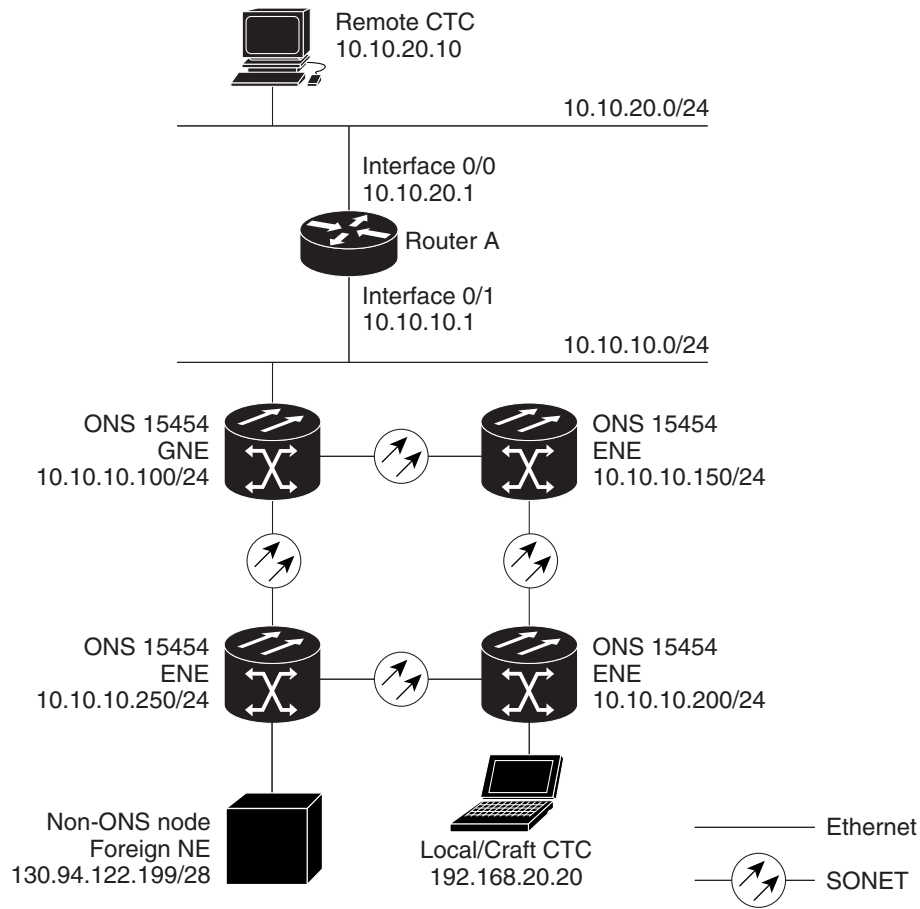 Remote CTC
10.10.20.10
10.10.20.0/24
Interface 0/0
10.10.20.1
Router A
Interface 0/1
10.10.10.1
10.10.10.0/24
ONS 15454
GNE
10.10.10.100/24
ONS 15454
ENE
10.10.10.150/24
ONS 15454
ENE
10.10.10.250/24
ONS 15454
ENE
10.10.10.200/24
Non-ONS node
Foreign NE
130.94.122.199/28
Local/Craft CTC
192.168.20.20
Ethernet
SONET